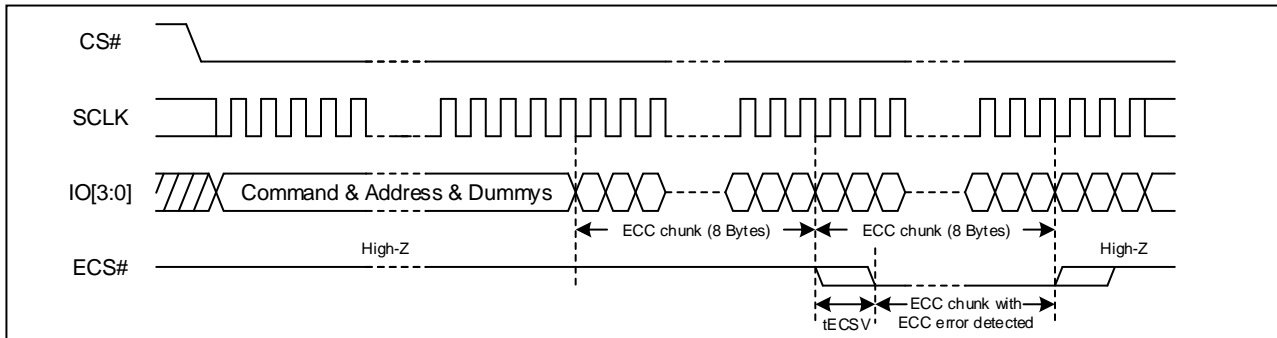 CS#
SCLK
IO[3:0]
Command & Address & Dummys
ECC chunk (8 Bytes)
ECC chunk (8 Bytes)
High-Z
High-Z
ECS#
tECSV
ECC chunk with
ECC error detected